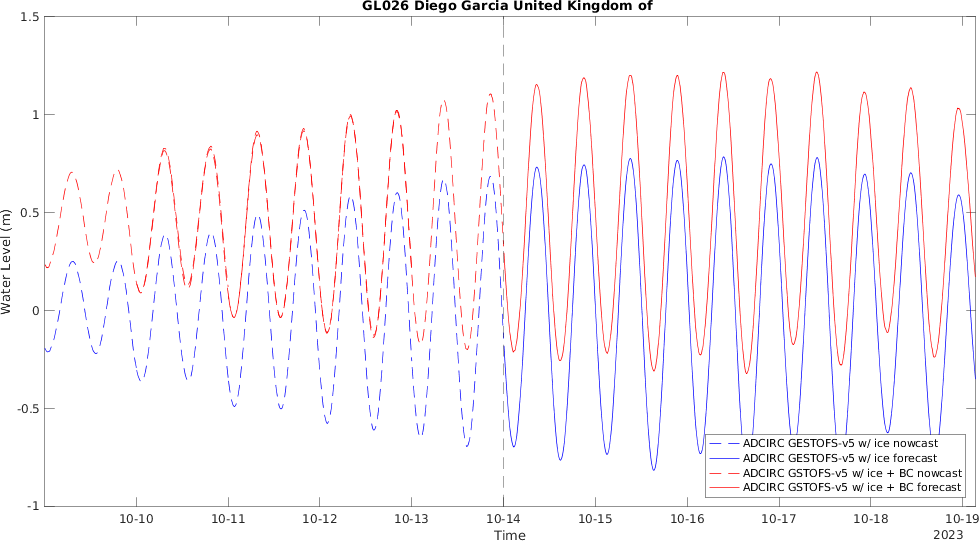 GL026 Diego Garcia United Kingdom of
1.5
1
0.5
0
-0.5
-1
Water Level (m)
10-10 10-11 10-12 10-13 10-14 10-15 10-16 10-17 10-18 10-19
Time
2023
ADCIRC GESTOFS-v5 w/ ice nowcast
ADCIRC GESTOFS-v5 w/ ice forecast
ADCIRC GSTOFS-v5 w/ ice + BC nowcast
ADCIRC GSTOFS-v5 w/ ice + BC forecast